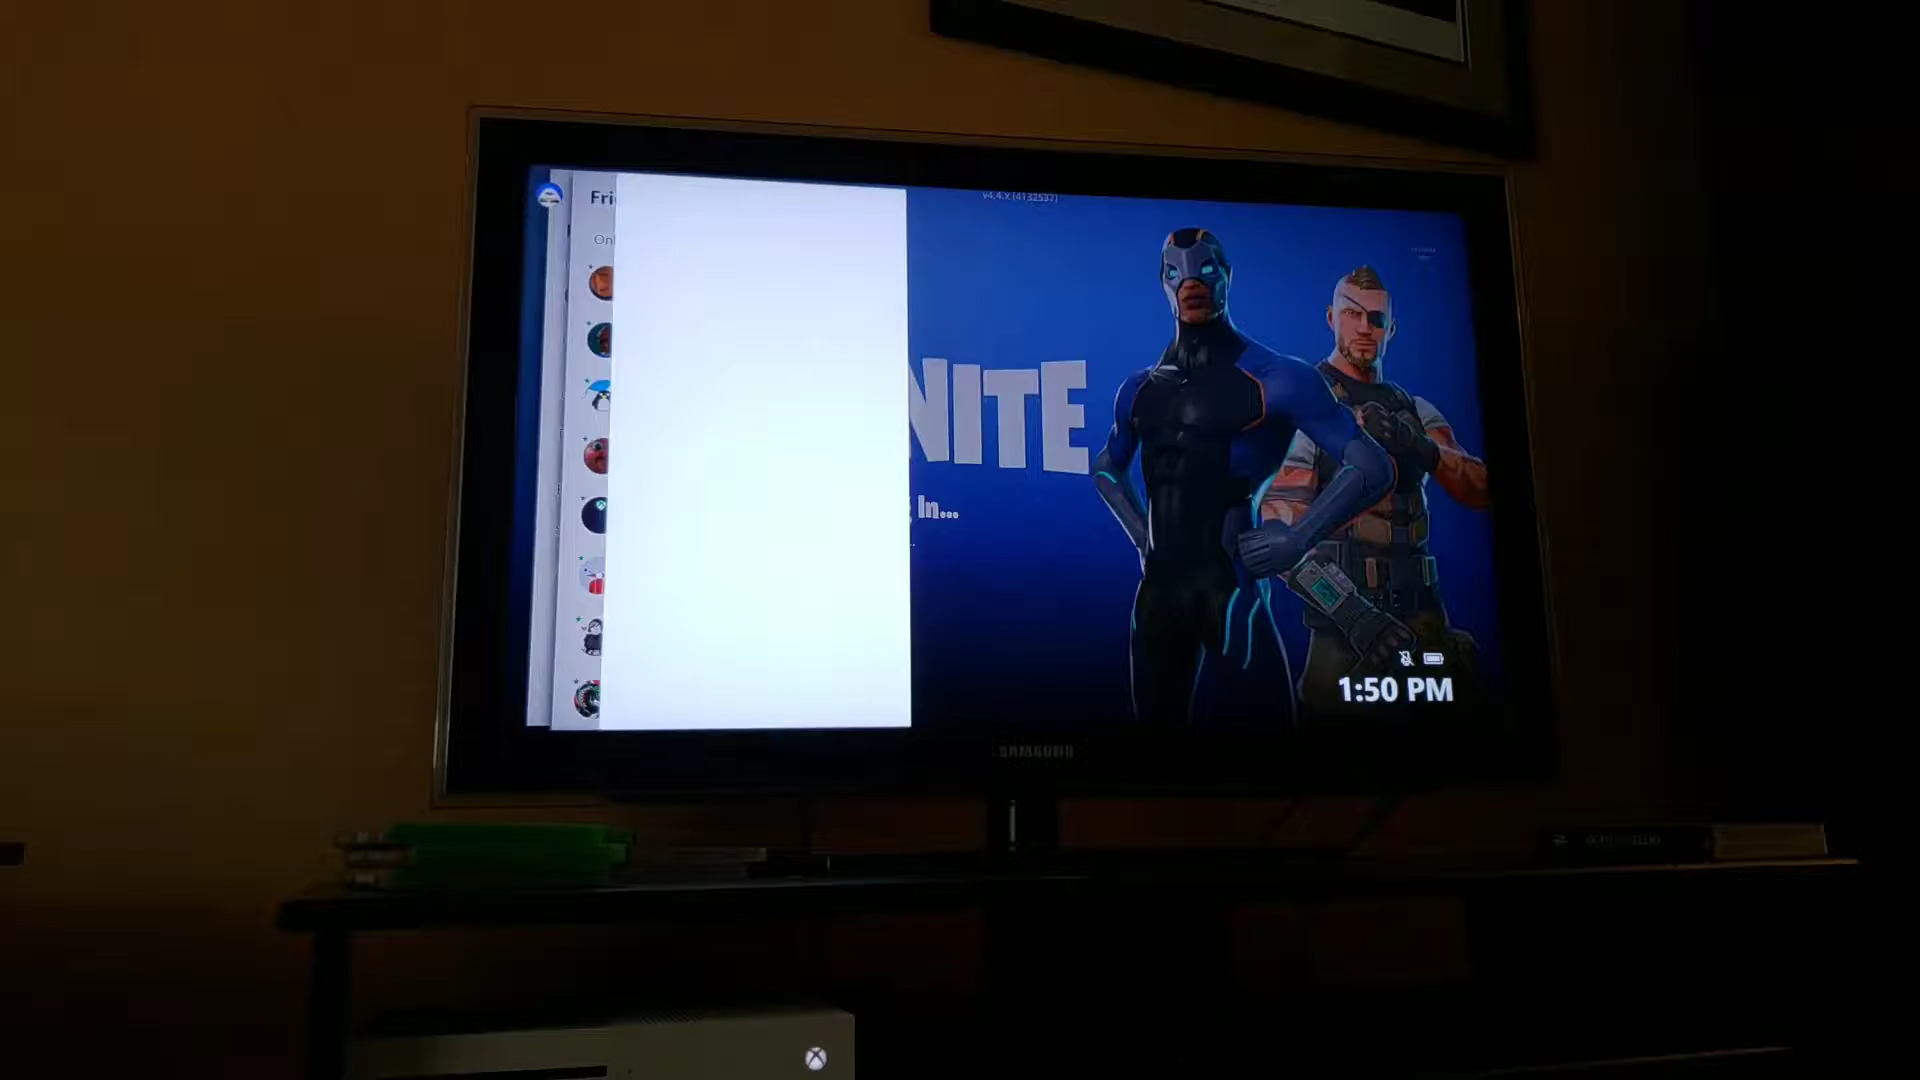 Fri
v4.4.x (4132537)
Onl
NITE
In...
1:50 PM
SAMSUNG